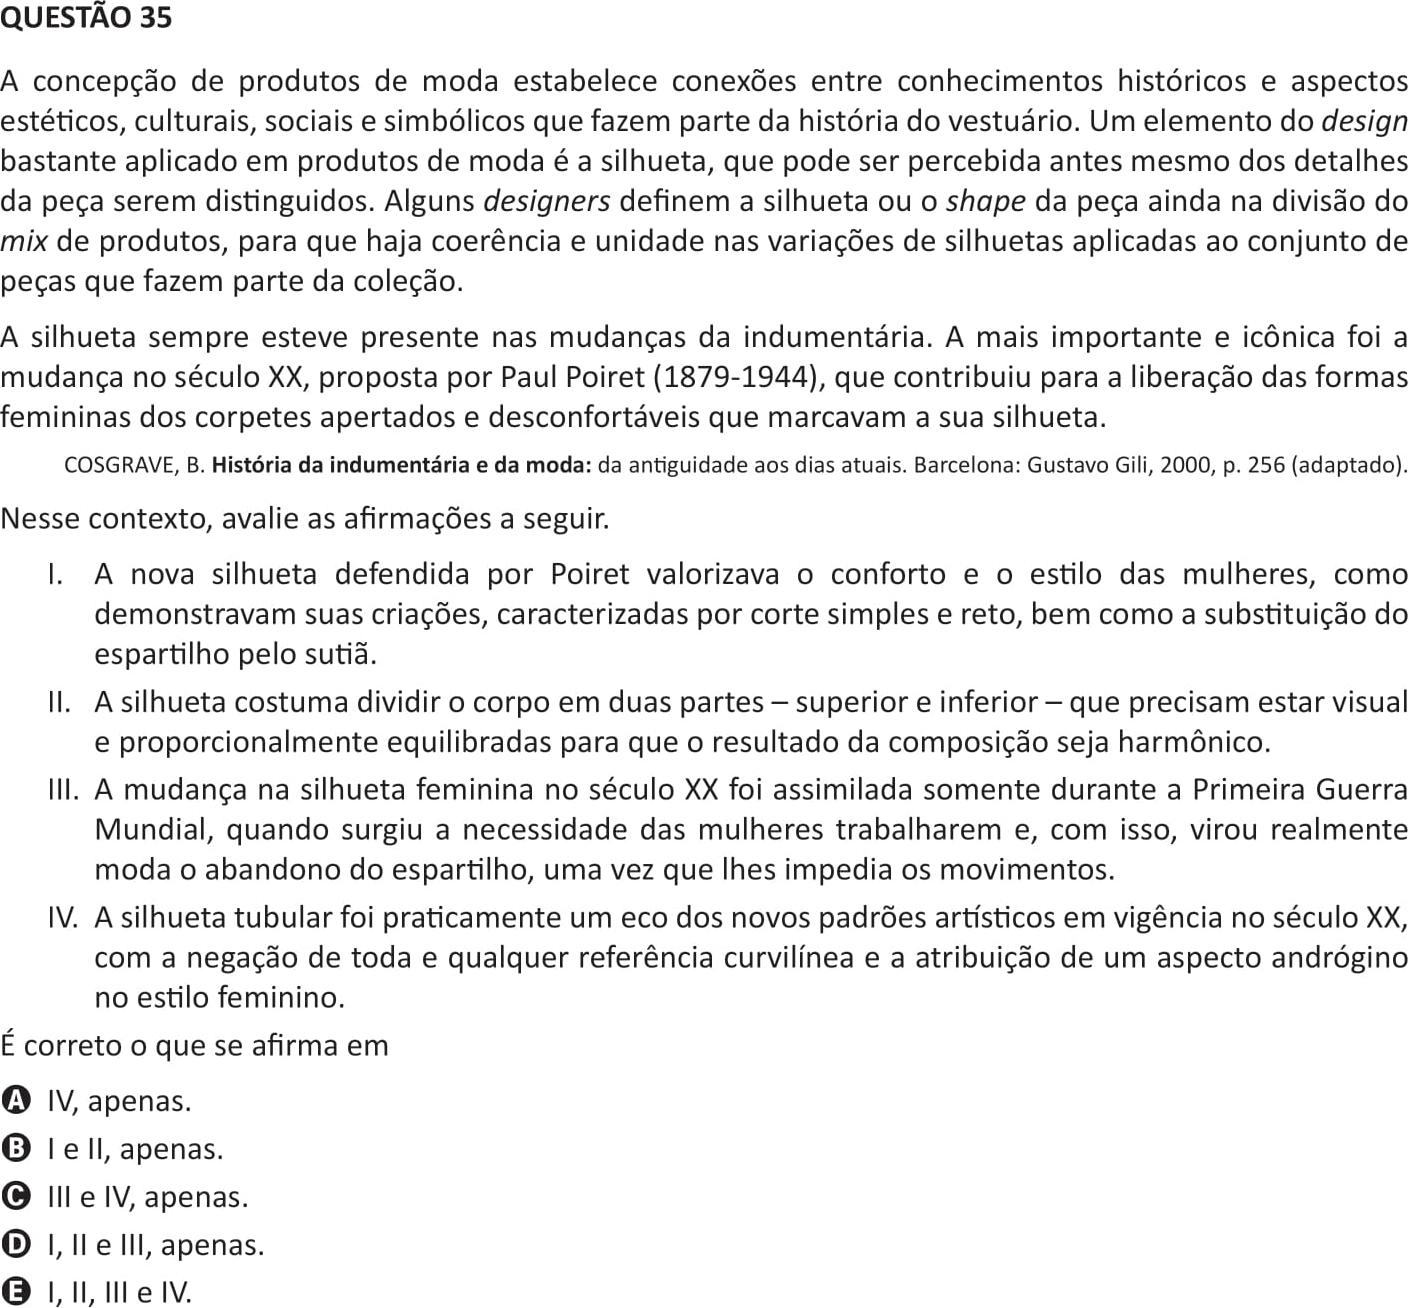 QUESTÃO 35
A concepção de produtos de moda estabelece conexões entre conhecimentos históricos e aspectos
estéticos, culturais, sociais e simbólicos que fazem parte da história do vestuário. Um elemento do design
bastante aplicado em produtos de moda é a silhueta, que pode ser percebida antes mesmo dos detalhes
da peça serem distinguidos. Alguns designers definem a silhueta ou o shape da peça ainda na divisão do
mix de produtos, para que haja coerência e unidade nas variações de silhuetas aplicadas ao conjunto de
peças que fazem parte da coleção.
A silhueta sempre esteve presente nas mudanças da indumentária. A mais importante e icônica foi a
mudança no século XX, proposta por Paul Poiret (1879-1944), que contribuiu para a liberação das formas
femininas dos corpetes apertados e desconfortáveis que marcavam a sua silhueta.
COSGRAVE, B. História da indumentária e da moda: da antiguidade aos dias atuais. Barcelona: Gustavo Gili, 2000, p. 256 (adaptado).
Nesse contexto, avalie as afirmações a seguir.
I. A nova silhueta defendida por Poiret valorizava o conforto e o estilo das mulheres, como
demonstravam suas criações, caracterizadas por corte simples e reto, bem como a substituição do
espartilho pelo sutiã.
II. A silhueta costuma dividir o corpo em duas partes – superior e inferior – que precisam estar visual
e proporcionalmente equilibradas para que o resultado da composição seja harmônico.
III. A mudança na silhueta feminina no século XX foi assimilada somente durante a Primeira Guerra
Mundial, quando surgiu a necessidade das mulheres trabalharem e, com isso, virou realmente
moda o abandono do espartilho, uma vez que lhes impedia os movimentos.
IV. A silhueta tubular foi praticamente um eco dos novos padrões artísticos em vigência no século XX,
com a negação de toda e qualquer referência curvilínea e a atribuição de um aspecto andrógino
no estilo feminino.
É correto o que se afirma em
A IV, apenas.
B I e II, apenas.
C III e IV, apenas.
D I, II e III, apenas.
E I, II, III e IV.